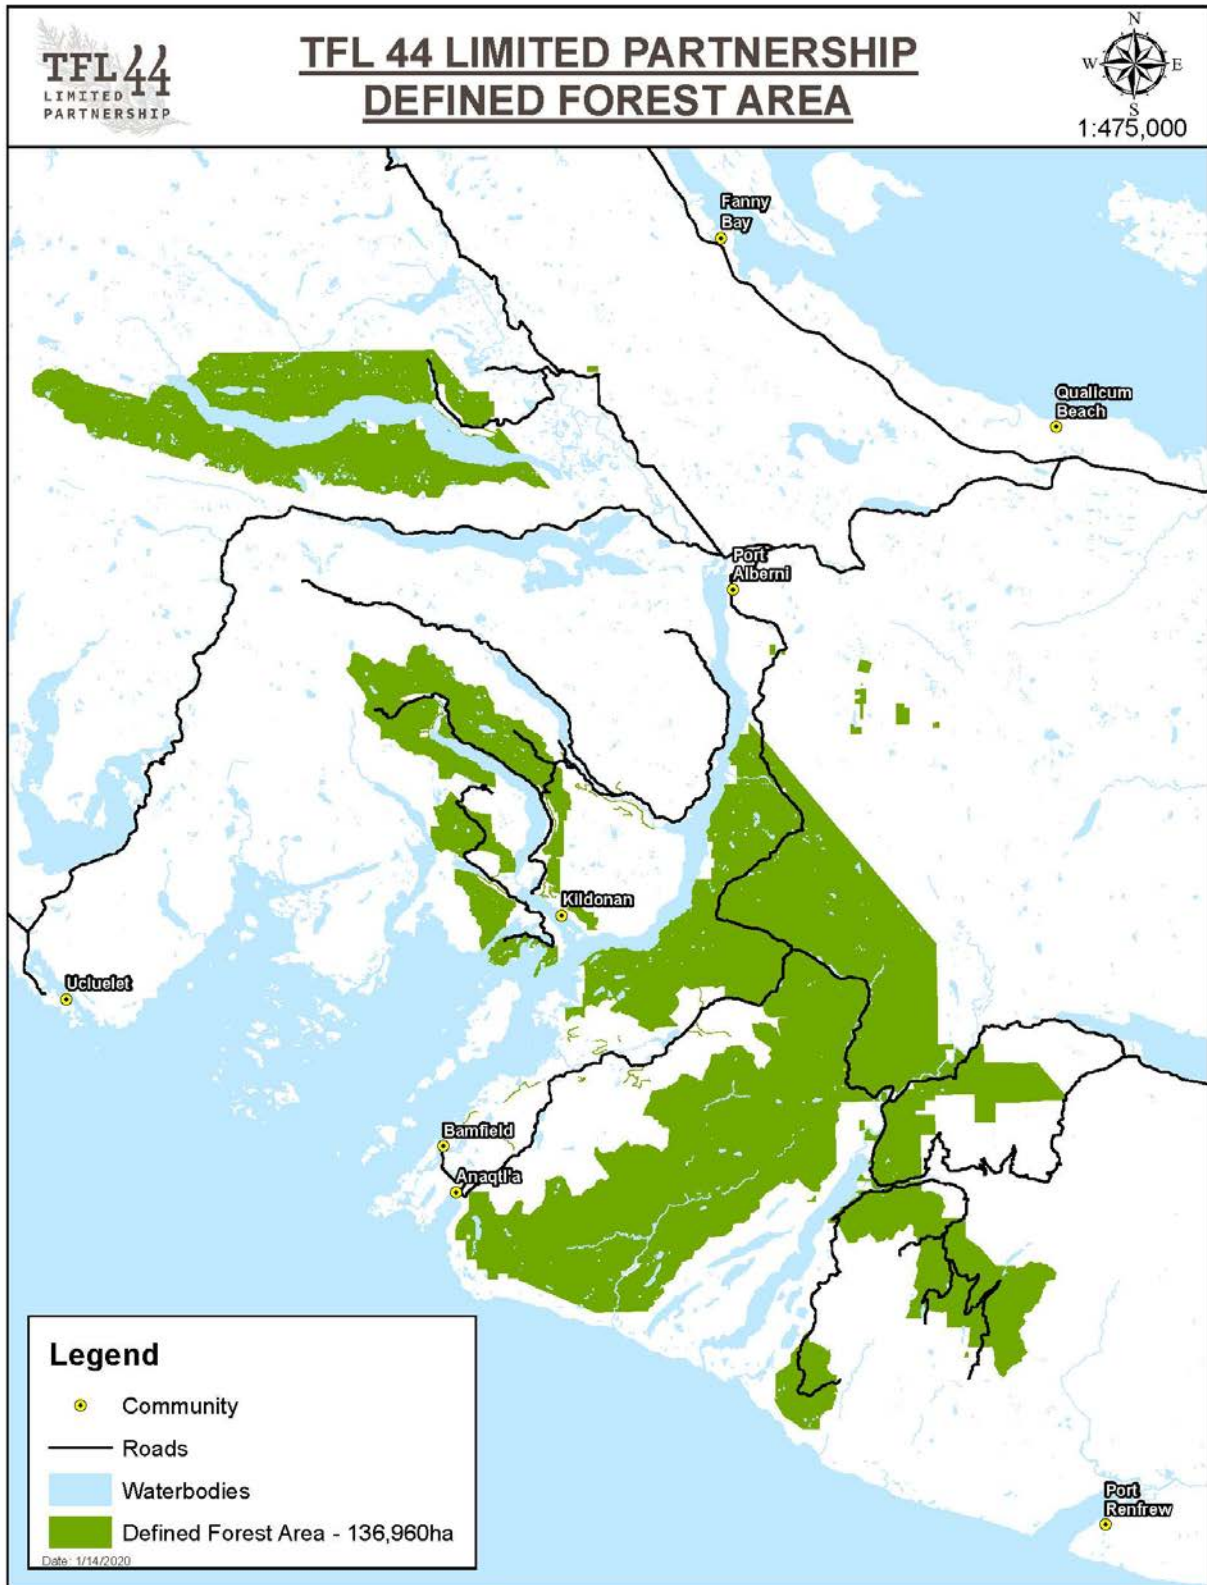 TFL 44
LIMITED
PARTNERSHIP
TFL 44 LIMITED PARTNERSHIP
DEFINED FOREST AREA
N
W E
S
1:475,000
Fanny
Bay
Qualicum
Beach
Port
Alberni
Kildonan
Ucluelet
Bamfield
Anaqtl'a
Port
Renfrew
Legend
Community
Roads
Waterbodies
Defined Forest Area - 136,960ha
Date: 1/14/2020